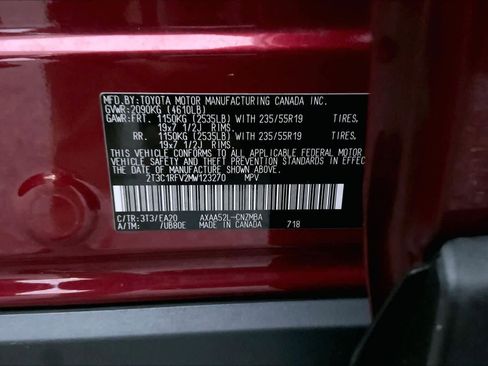 MFD.BY:TOYOTA MOTOR MANUFACTURING CANADA INC.
GVWR:2090KG (4610LB)
GAWR:FRT. 1150KG (2535LB) WITH 235/55R19 TIRES,
19x7 1/2J RIMS.
RR. 1150KG (2535LB) WITH 235/55R19 TIRES,
19x7 1/2J RIMS.
THIS VEHICLE CONFORMS TO ALL APPLICABLE FEDERAL MOTOR
VEHICLE SAFETY AND THEFT PREVENTION STANDARDS IN EFFECT ON
THE DATE OF MANUFACTURE SHOWN ABOVE.
2T3C1RFV2MW123270 MPV
C/TR:3T3/EA20 AXAA52L-CNZMBA
A/TM: /UB80E MADE IN CANADA 718